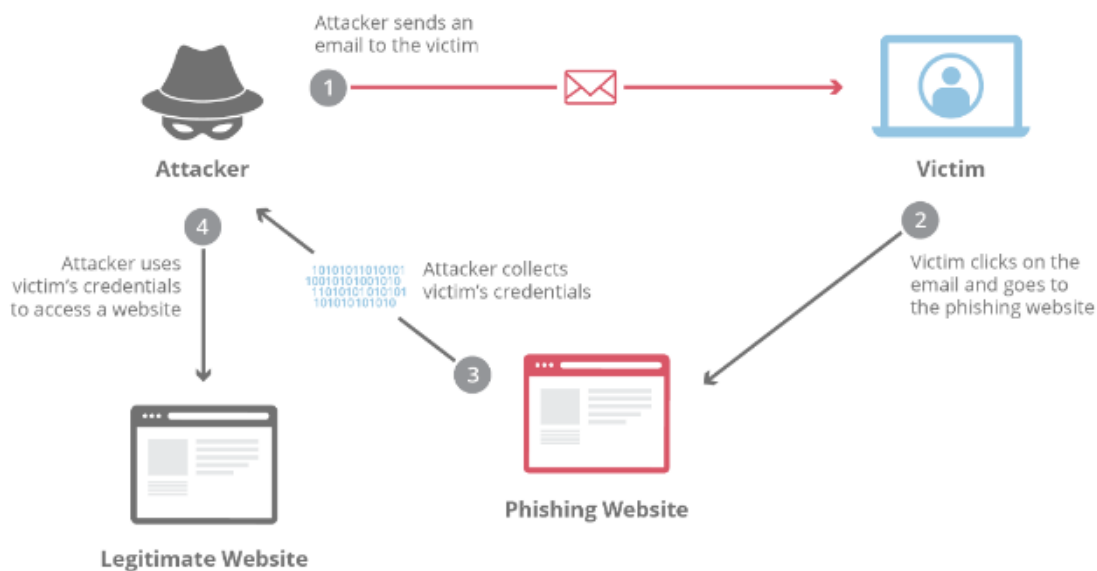 Attacker sends an
email to the victim
1
Attacker
Victim
2
Victim clicks on the
email and goes to
the phishing website
4
Attacker uses
victim's credentials
to access a website
10101011010101
10010101001010
1101010101010101
101010101010
Attacker collects
victim's credentials
3
Phishing Website
Legitimate Website